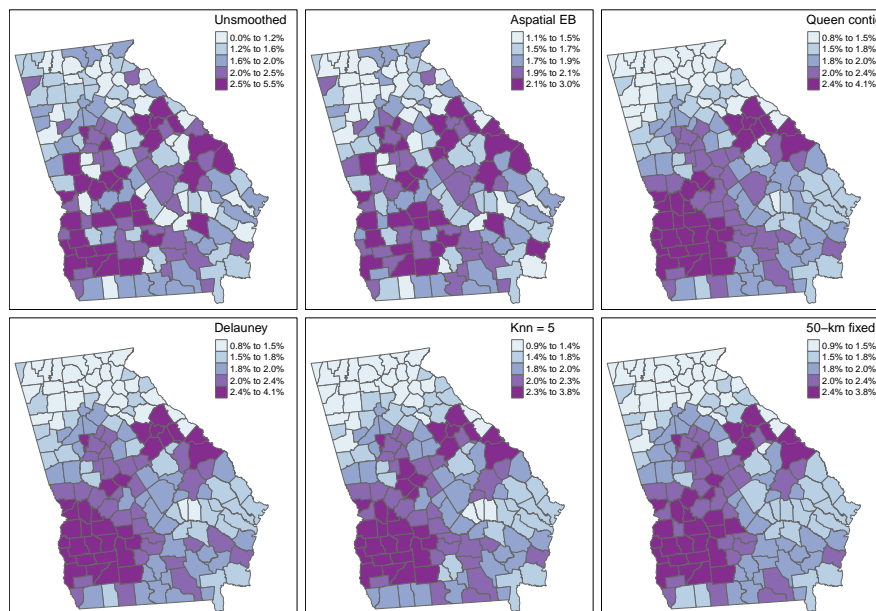 Unsmoothed
0.0% to 1.2%
1.2% to 1.6%
1.6% to 2.0%
2.0% to 2.5%
2.5% to 5.5%
Aspatial EB
1.1% to 1.5%
1.5% to 1.7%
1.7% to 1.9%
1.9% to 2.1%
2.1% to 3.0%
Queen contig
0.8% to 1.5%
1.5% to 1.8%
1.8% to 2.0%
2.0% to 2.4%
2.4% to 4.1%
Delauney
0.8% to 1.5%
1.5% to 1.8%
1.8% to 2.0%
2.0% to 2.4%
2.4% to 4.1%
Knn = 5
0.9% to 1.4%
1.4% to 1.8%
1.8% to 2.0%
2.0% to 2.3%
2.3% to 3.8%
50−km fixed
0.9% to 1.5%
1.5% to 1.8%
1.8% to 2.0%
2.0% to 2.4%
2.4% to 3.8%